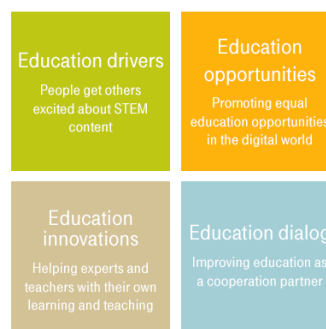 Education drivers
People get others
excited about STEM
content
Education
opportunities
Promoting equal
education opportunities
in the digital world
Education
innovations
Helping experts and
teachers with their own
learning and teaching
Education dialog
Improving education as
a cooperation partner